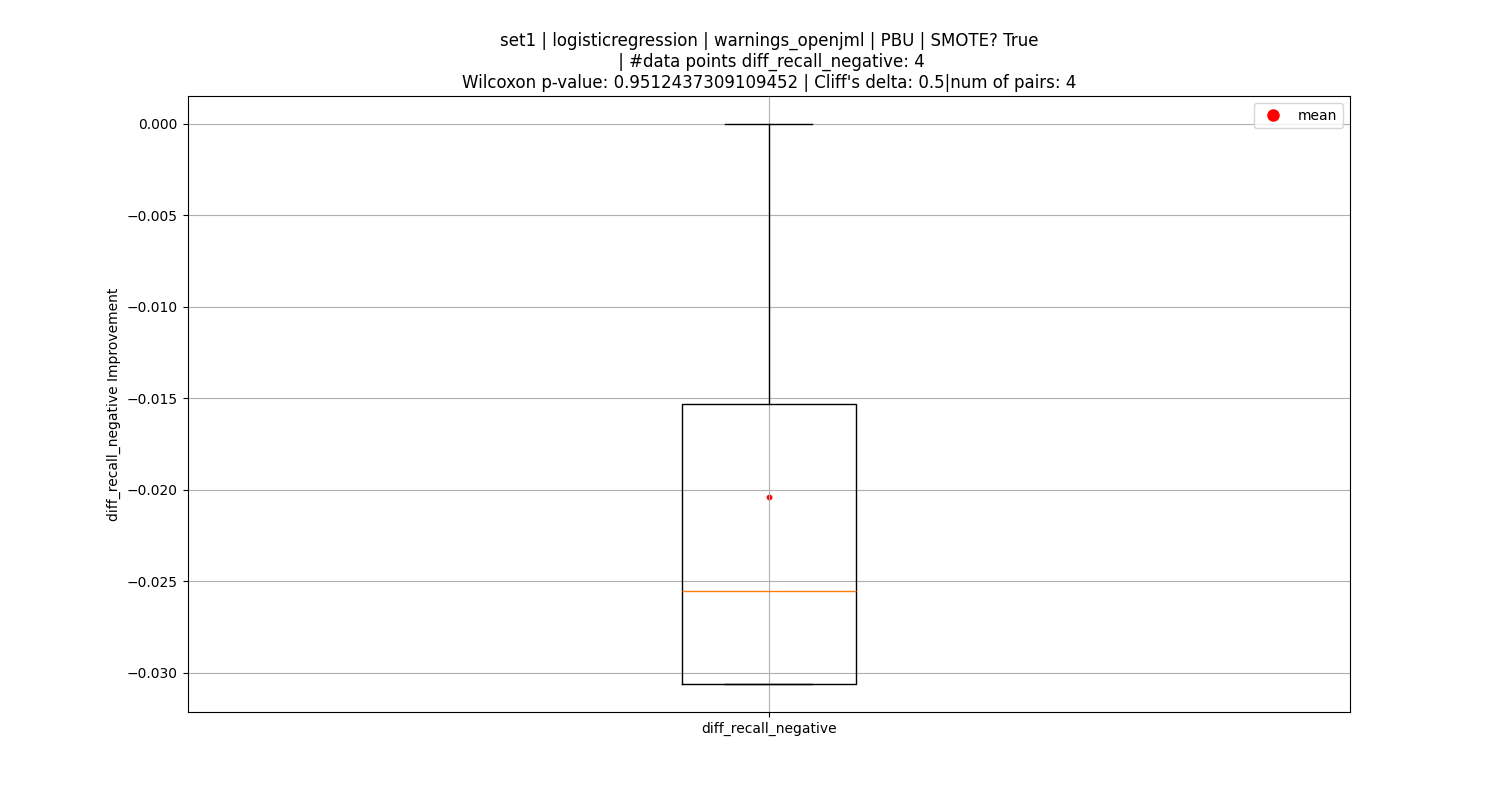 set1 | logisticregression | warnings_openjml | PBU | SMOTE? True
| #data points diff_recall_negative: 4
Wilcoxon p-value: 0.9512437309109452 | Cliff's delta: 0.5|num of pairs: 4
mean
0.000
−0.005
−0.010
−0.015
−0.020
−0.025
−0.030
diff_recall_negative Improvement
diff_recall_negative